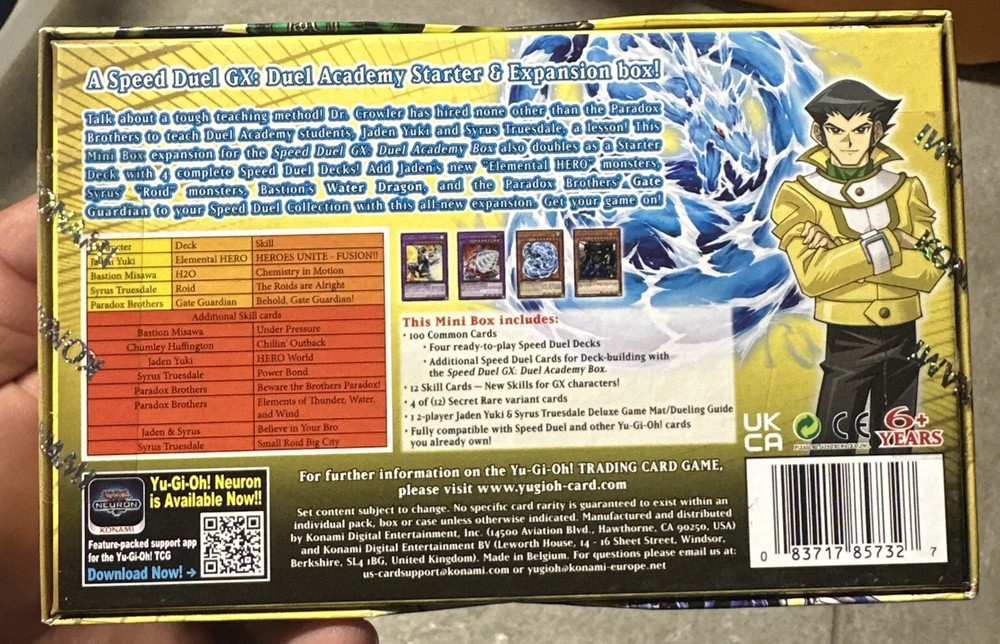 A Speed Duel GX: Duel Academy Starter & Expansion box!
Talk about a tough teaching method! Dr. Crowler has hired none other than the Paradox
Brothers to teach Duel Academy students, Jaden Yuki and Syrus Truesdale, a lesson! This
Mini Box expansion for the Speed Duel GX: Duel Academy Box also doubles as a Starter
Deck with 4 complete Speed Duel Decks! Add Jaden's new "Elemental HERO" monsters,
Syrus' "Roid" monsters, Bastion's Water Dragon, and the Paradox Brothers' Gate
Guardian to your Speed Duel Collection with this all-new expansion. Get your game on!
Character Deck Skill
Jaden Yuki Elemental HERO HEROES UNITE - FUSION!!
Bastion Misawa H2O Chemistry in Motion
Syrus Truesdale Roid The Roids are Alright
Paradox Brothers Gate Guardian Behold, Gate Guardian!
Additional Skill cards
Bastion Misawa Under Pressure
Chumley Huffington Chillin' Outback
Jaden Yuki HERO World
Syrus Truesdale Power Bond
Paradox Brothers Beware the Brothers Paradox!
Paradox Brothers Elements of Thunder, Water,
and Wind
Jaden & Syrus Believe in Your Bro
Syrus Truesdale Small Roid Big City
This Mini Box includes:
• 100 Common Cards
• Four ready-to-play Speed Duel Decks
• Additional Speed Duel Cards for Deck-building with
the Speed Duel GX: Duel Academy Box.
• 12 Skill Cards — New Skills for GX characters!
• 4 of (12) Secret Rare variant cards
• 1 2-player Jaden Yuki & Syrus Truesdale Deluxe Game Mat/Dueling Guide
• Fully compatible with Speed Duel and other Yu-Gi-Oh! cards
you already own!
UK
CA
CE
6+
YEARS
KONAMI
KONAMI
Yu-Gi-Oh! Neuron
is Available Now!!
NEURON
KONAMI
Feature-packed support app
for the Yu-Gi-Oh! TCG
Download Now! →
For further information on the Yu-Gi-Oh! TRADING CARD GAME,
please visit www.yugioh-card.com
Set content subject to change. No specific card rarity is guaranteed to exist within an
individual pack, box or case unless otherwise indicated. Manufactured and distributed
by Konami Digital Entertainment, Inc. (14500 Aviation Blvd., Hawthorne, CA 90250, USA)
and Konami Digital Entertainment BV (Leworth House, 14 - 16 Sheet Street, Windsor,
Berkshire, SL4 1BG, United Kingdom). Made in Belgium. For questions please email us at:
us-cardsupport@konami.com or yugioh@konami-europe.net
0 83717 85732 7